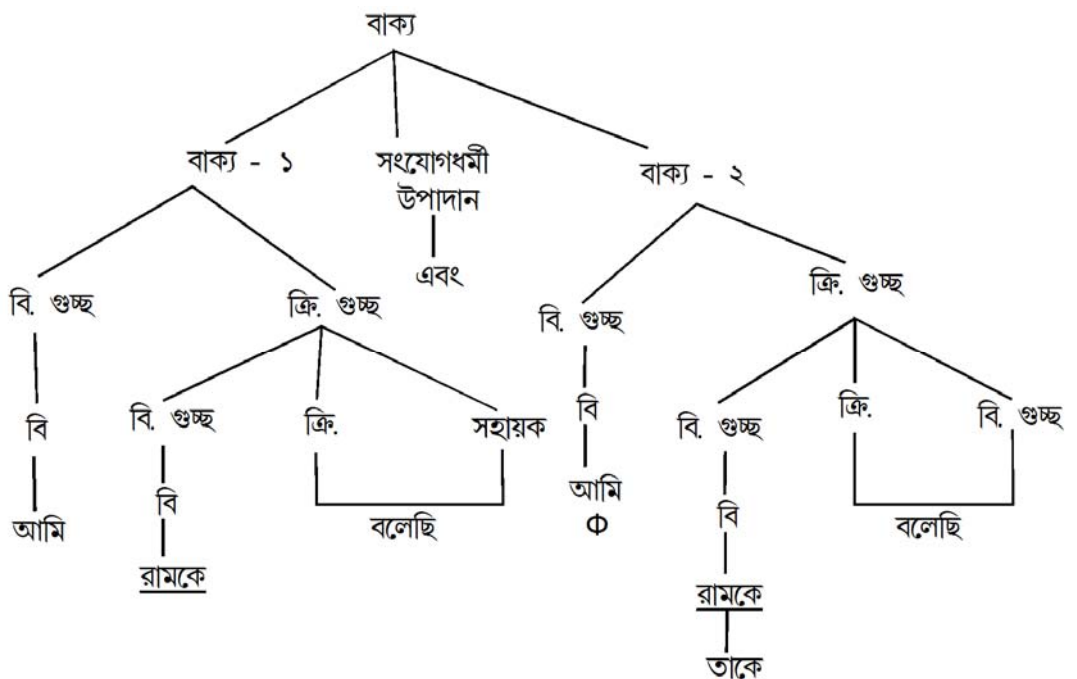 বাক্য
বাক্য - ১
সংযোগধর্মী
উপাদান
বাক্য - ২
এবং
বি. গুচ্ছ
ক্রি. গুচ্ছ
বি. গুচ্ছ
ক্রি. গুচ্ছ
বি
বি. গুচ্ছ
ক্রি.
সহায়ক
বি
বি. গুচ্ছ
ক্রি.
বি. গুচ্ছ
আমি
বি
বলেছি
আমি
Φ
বি
বলেছি
রামকে
রামকে
তাকে